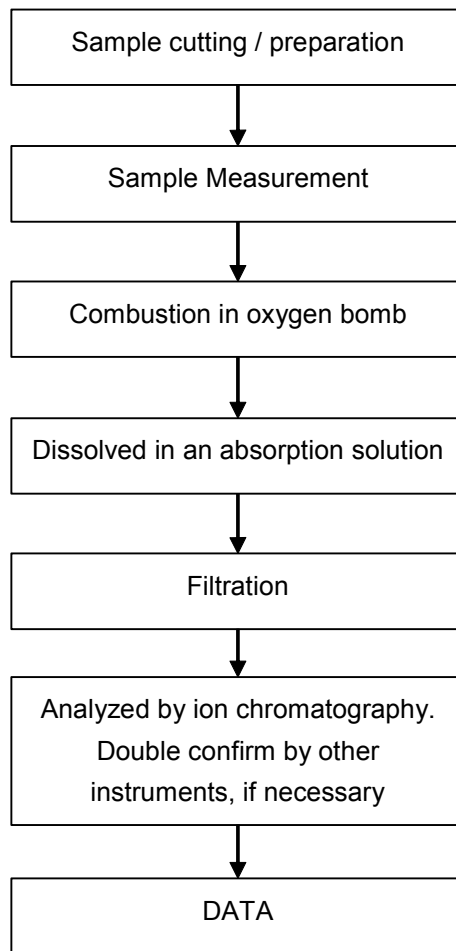 Sample cutting / preparation
Sample Measurement
Combustion in oxygen bomb
Dissolved in an absorption solution
Filtration
Analyzed by ion chromatography.
Double confirm by other
instruments, if necessary
DATA